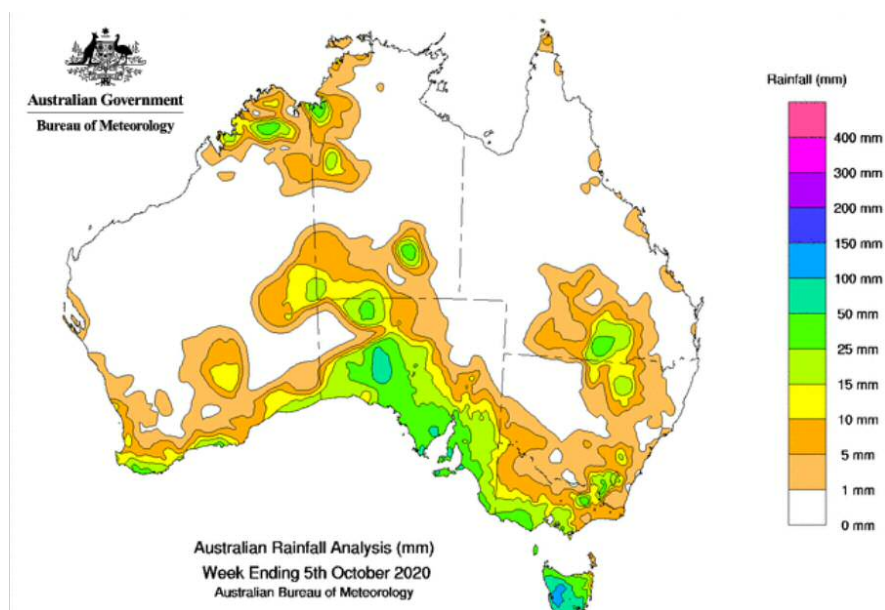 Australian Government
Bureau of Meteorology
Rainfall (mm)
400 mm
300 mm
200 mm
150 mm
100 mm
50 mm
25 mm
15 mm
10 mm
5 mm
1 mm
0 mm
Australian Rainfall Analysis (mm)
Week Ending 5th October 2020
Australian Bureau of Meteorology